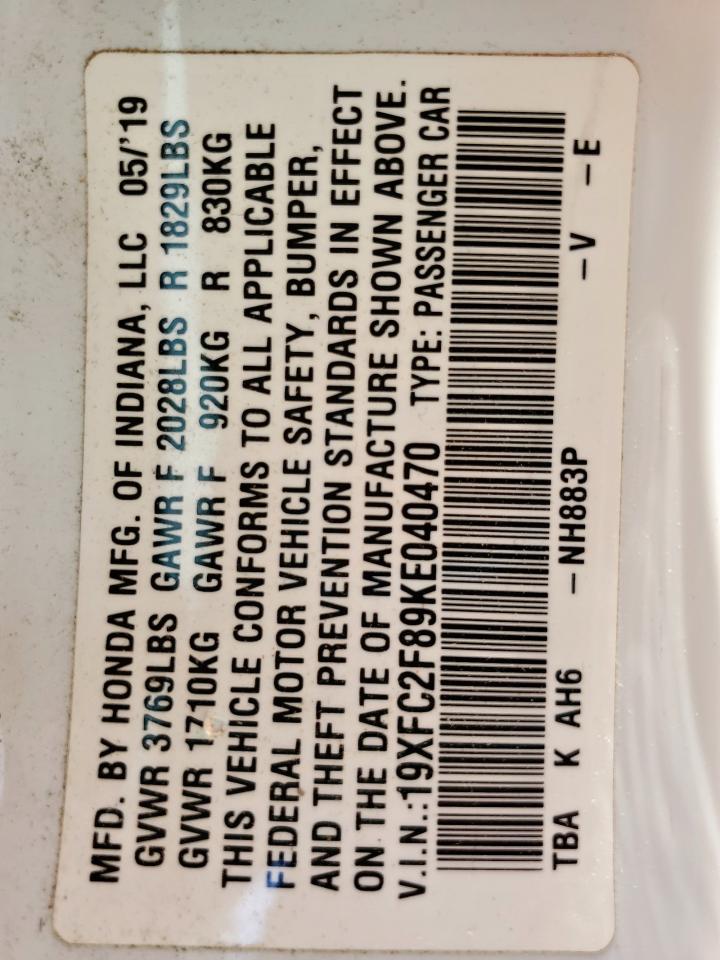 MFD. BY HONDA MFG. OF INDIANA, LLC 05/'19
GVWR 3769LBS GAWR F 2028LBS R 1829LBS
GVWR 1710KG GAWR F 920KG R 830KG
THIS VEHICLE CONFORMS TO ALL APPLICABLE
FEDERAL MOTOR VEHICLE SAFETY, BUMPER,
AND THEFT PREVENTION STANDARDS IN EFFECT
ON THE DATE OF MANUFACTURE SHOWN ABOVE.
V.I.N.:19XFC2F89KE040470 TYPE: PASSENGER CAR
TBA K AH6 –NH883P –V –E